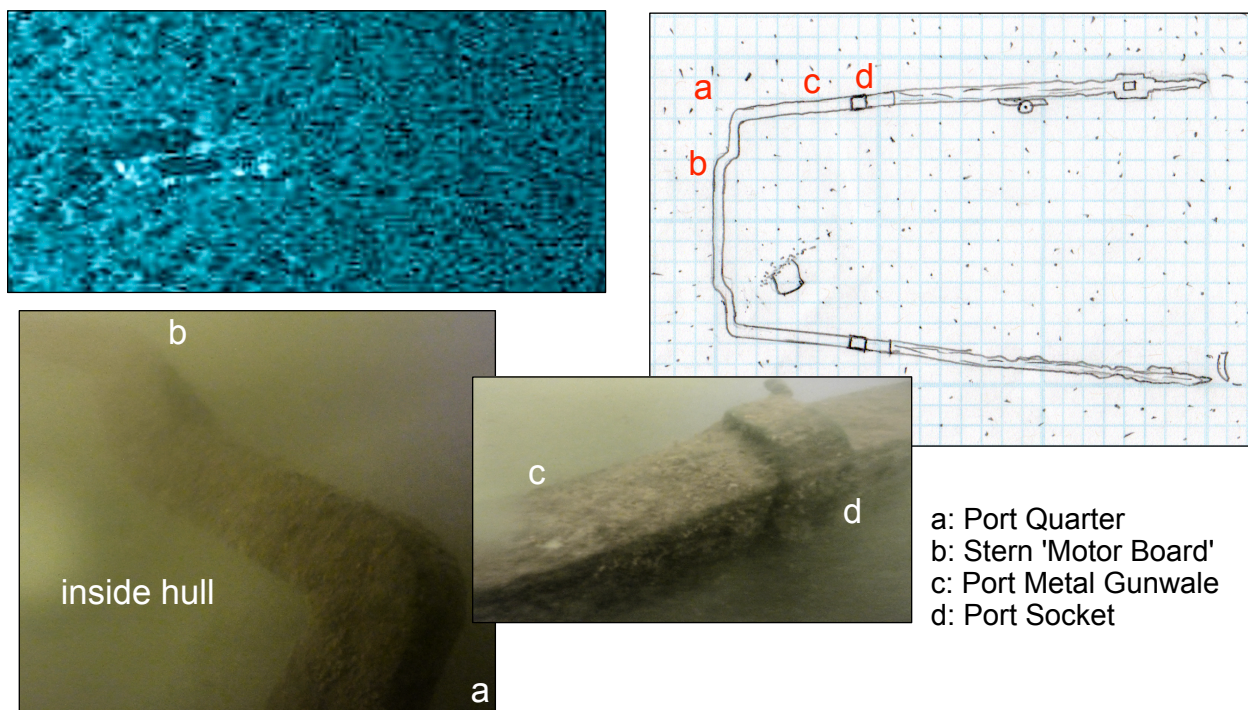 a
c
d
b
b
inside hull
a
c
d
a: Port Quarter
b: Stern 'Motor Board'
c: Port Metal Gunwale
d: Port Socket